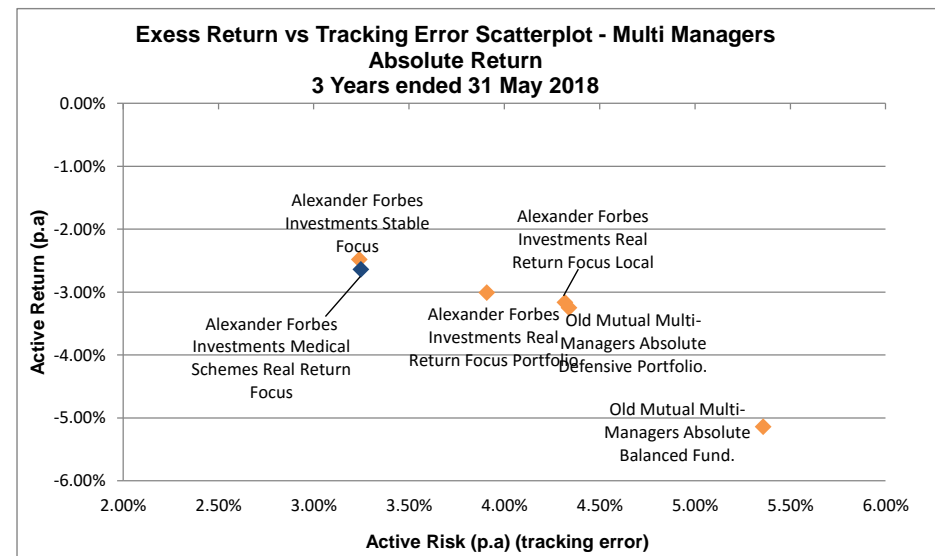 Exess Return vs Tracking Error Scatterplot - Multi Managers
Absolute Return
3 Years ended 31 May 2018
Active Return (p.a)
0.00%
-1.00%
-2.00%
-3.00%
-4.00%
-5.00%
-6.00%
Alexander Forbes
Investments Stable
Focus
Alexander Forbes
Investments Real
Return Focus Local
Alexander Forbes
Investments Medical
Schemes Real Return
Focus
Alexander Forbes
Investments Real
Return Focus Portfolio
Old Mutual Multi-
Managers Absolute
Defensive Portfolio.
Old Mutual Multi-
Managers Absolute
Balanced Fund.
2.00% 2.50% 3.00% 3.50% 4.00% 4.50% 5.00% 5.50% 6.00%
Active Risk (p.a) (tracking error)